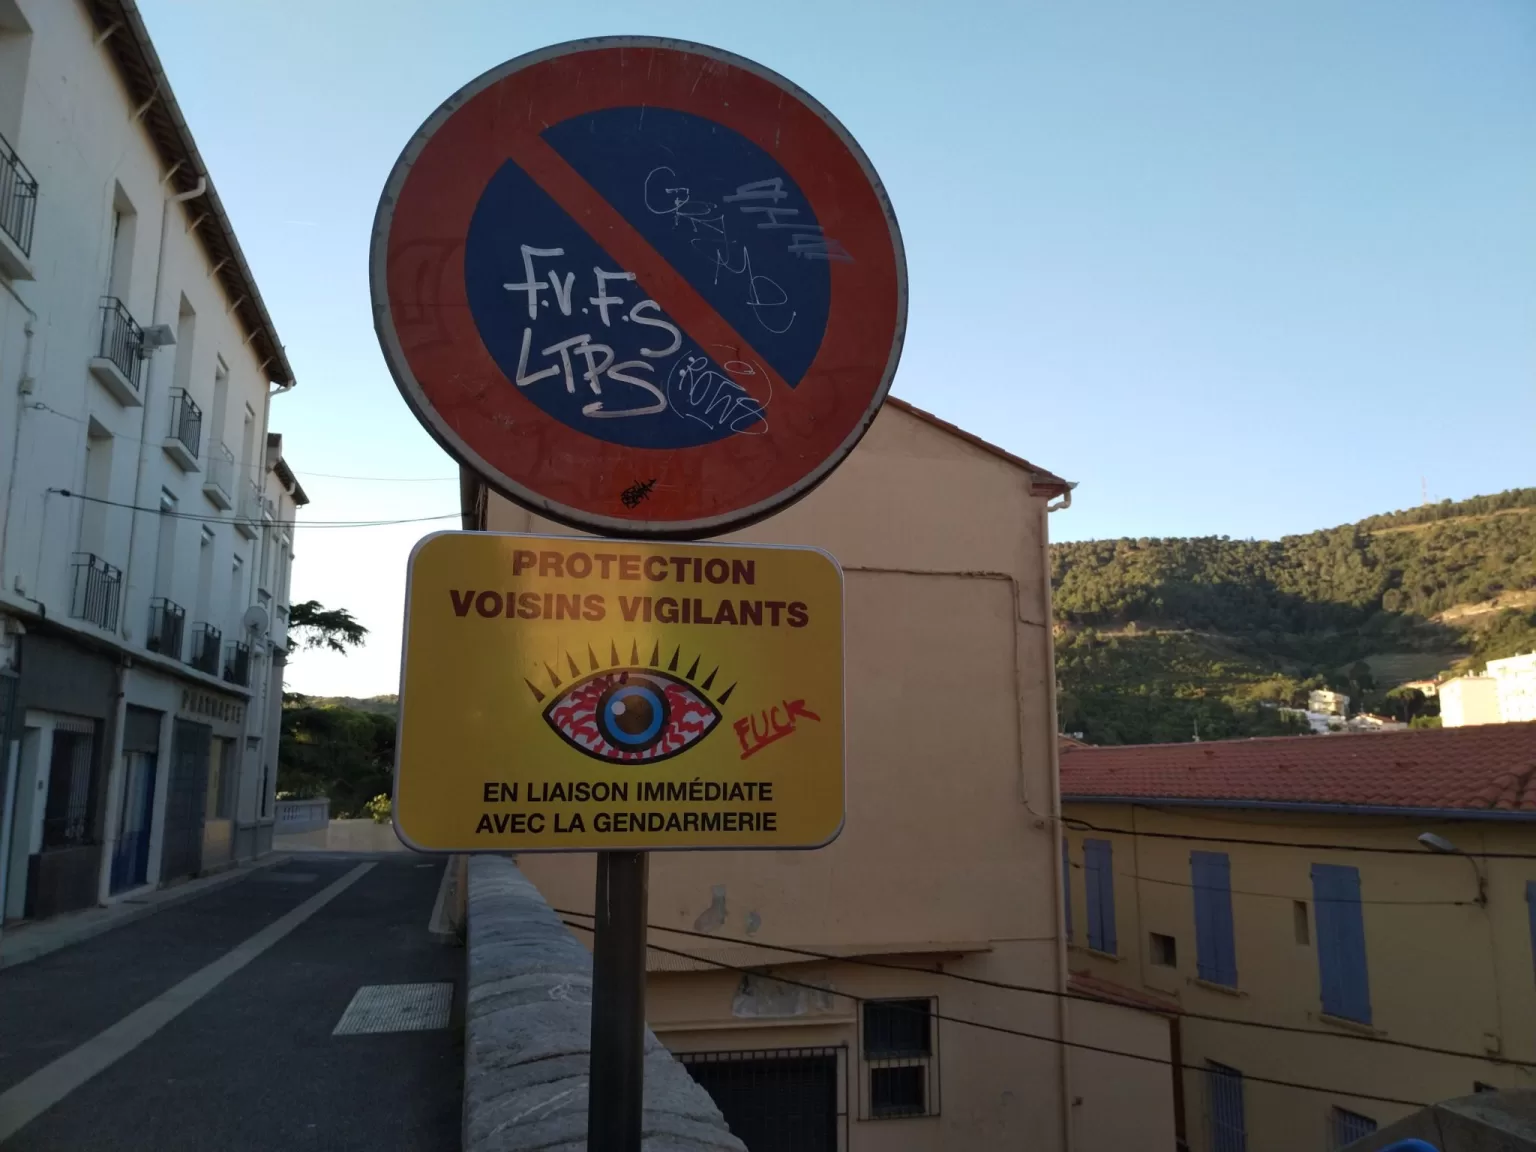 F.V.F.S
LTPS
PROTECTION
VOISINS VIGILANTS
FUCK
EN LIAISON IMMÉDIATE
AVEC LA GENDARMERIE
PHARMACIE